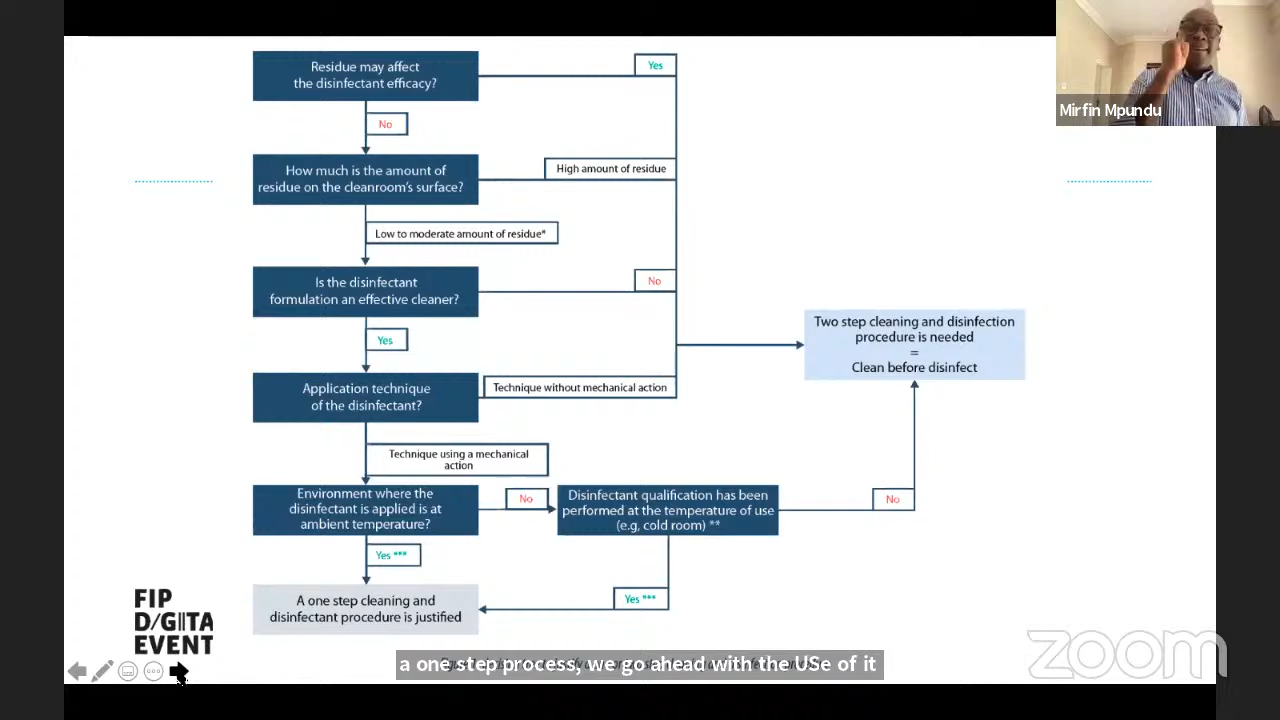 Residue may affect
the disinfectant efficacy?
Yes
Mirfin Mpundu
No
How much is the amount of
residue on the cleanroom's surface?
High amount of residue
Low to moderate amount of residue*
Is the disinfectant
formulation an effective cleaner?
No
Yes
Two step cleaning and disinfection
procedure is needed
=
Clean before disinfect
Application technique
of the disinfectant?
Technique without mechanical action
Technique using a mechanical
action
Environment where the
disinfectant is applied is at
ambient temperature?
No
Disinfectant qualification has been
performed at the temperature of use
(e.g, cold room) **
No
Yes ***
Yes ***
A one step cleaning and
disinfectant procedure is justified
FIP
D/GITA
EVENT
a one step process, we go ahead with the USe of it
zoom